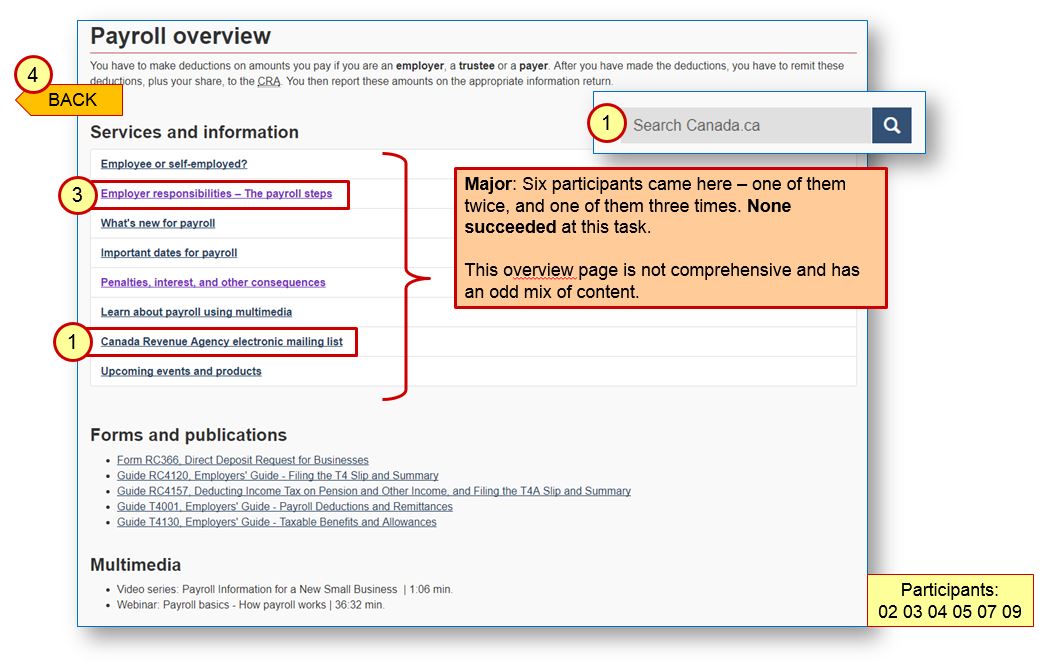 Payroll overview
You have to make deductions on amounts you pay if you are an employer, a trustee or a payer. After you have made the deductions, you have to remit these
deductions, plus your share, to the CRA. You then report these amounts on the appropriate information return.
4
BACK
1
Search Canada.ca
Services and information
Employee or self-employed?
3
Employer responsibilities – The payroll steps
What's new for payroll
Important dates for payroll
Penalties, interest, and other consequences
Learn about payroll using multimedia
1
Canada Revenue Agency electronic mailing list
Upcoming events and products
Major: Six participants came here – one of them
twice, and one of them three times. None
succeeded at this task.
This overview page is not comprehensive and has
an odd mix of content.
Forms and publications
Form RC366, Direct Deposit Request for Businesses
Guide RC4120, Employers' Guide - Filing the T4 Slip and Summary
Guide RC4157, Deducting Income Tax on Pension and Other Income, and Filing the T4A Slip and Summary
Guide T4001, Employers' Guide - Payroll Deductions and Remittances
Guide T4130, Employers' Guide - Taxable Benefits and Allowances
Multimedia
Video series: Payroll Information for a New Small Business | 1:06 min.
Webinar: Payroll basics - How payroll works | 36:32 min.
Participants:
02 03 04 05 07 09